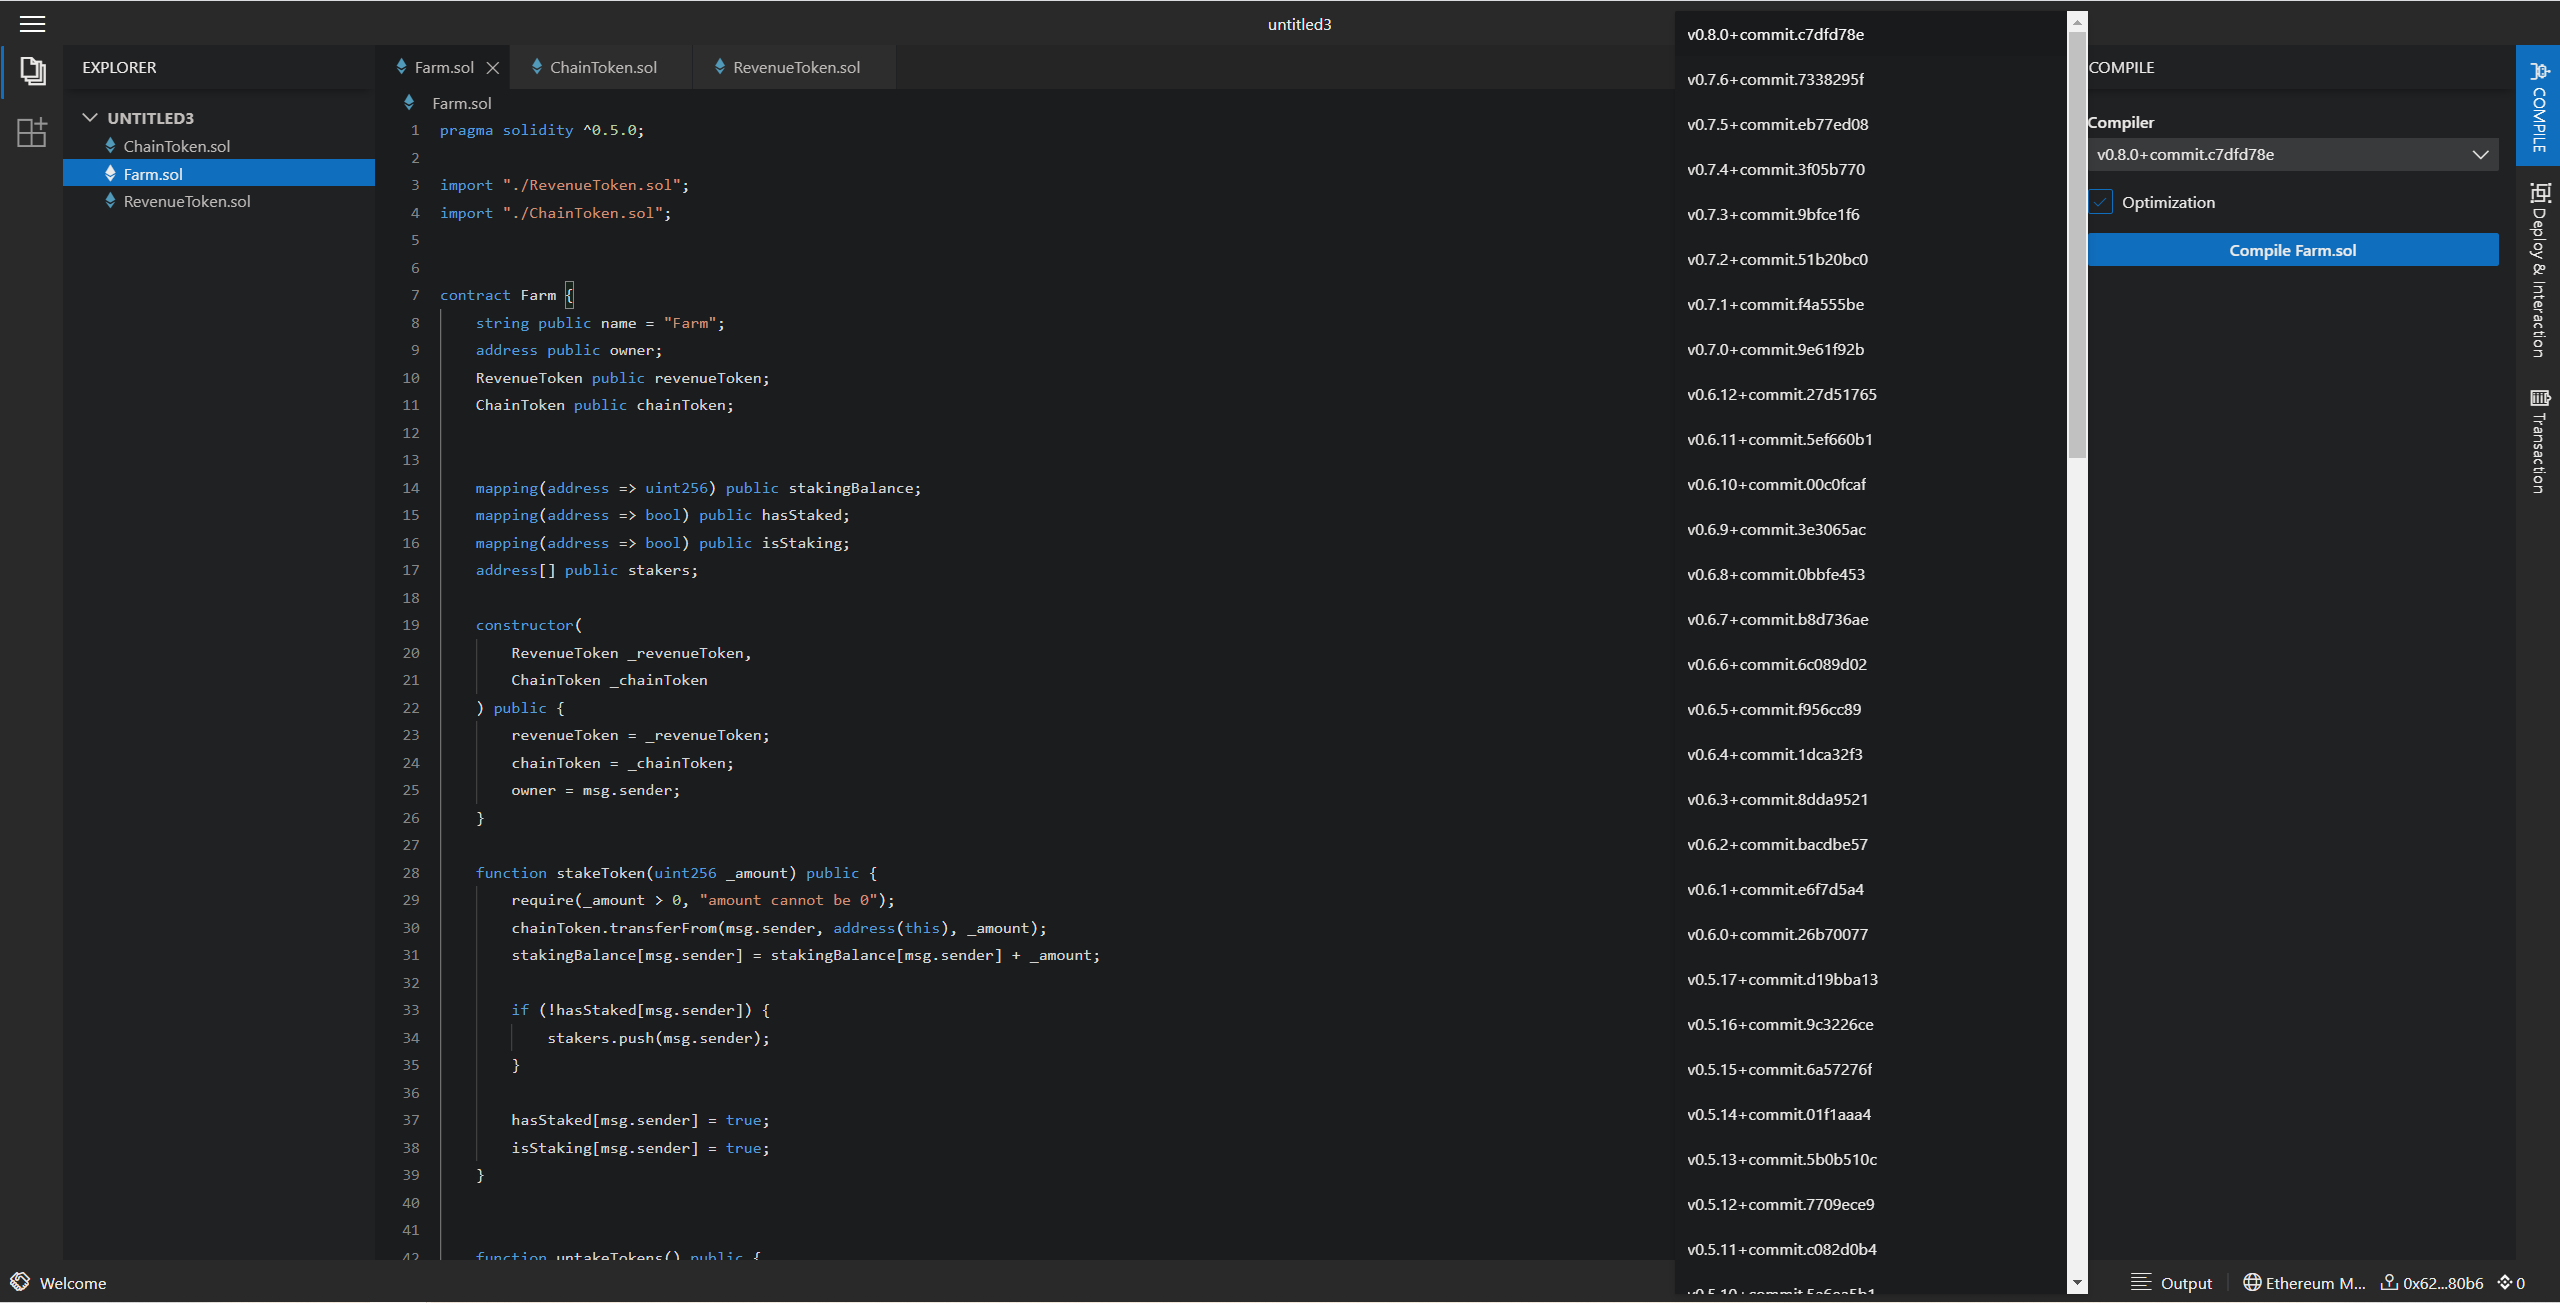 untitled3
EXPLORER
UNTITLED3
ChainToken.sol
Farm.sol
RevenueToken.sol
Farm.sol
ChainToken.sol
RevenueToken.sol
Farm.sol
1 pragma solidity ^0.5.0;
2
3 import "./RevenueToken.sol";
4 import "./ChainToken.sol";
5
6
7 contract Farm {
8 string public name = "Farm";
9 address public owner;
10 RevenueToken public revenueToken;
11 ChainToken public chainToken;
12
13
14 mapping(address => uint256) public stakingBalance;
15 mapping(address => bool) public hasStaked;
16 mapping(address => bool) public isStaking;
17 address[] public stakers;
18
19 constructor(
20 RevenueToken _revenueToken,
21 ChainToken _chainToken
22 ) public {
23 revenueToken = _revenueToken;
24 chainToken = _chainToken;
25 owner = msg.sender;
26 }
27
28 function stakeToken(uint256 _amount) public {
29 require(_amount > 0, "amount cannot be 0");
30 chainToken.transferFrom(msg.sender, address(this), _amount);
31 stakingBalance[msg.sender] = stakingBalance[msg.sender] + _amount;
32
33 if (!hasStaked[msg.sender]) {
34 stakers.push(msg.sender);
35 }
36
37 hasStaked[msg.sender] = true;
38 isStaking[msg.sender] = true;
39 }
40
41
42 function untakeTokens() public {
v0.8.0+commit.c7dfd78e
v0.7.6+commit.7338295f
v0.7.5+commit.eb77ed08
v0.7.4+commit.3f05b770
v0.7.3+commit.9bfce1f6
v0.7.2+commit.51b20bc0
v0.7.1+commit.f4a555be
v0.7.0+commit.9e61f92b
v0.6.12+commit.27d51765
v0.6.11+commit.5ef660b1
v0.6.10+commit.00c0fcaf
v0.6.9+commit.3e3065ac
v0.6.8+commit.0bbfe453
v0.6.7+commit.b8d736ae
v0.6.6+commit.6c089d02
v0.6.5+commit.f956cc89
v0.6.4+commit.1dca32f3
v0.6.3+commit.8dda9521
v0.6.2+commit.bacdbe57
v0.6.1+commit.e6f7d5a4
v0.6.0+commit.26b70077
v0.5.17+commit.d19bba13
v0.5.16+commit.9c3226ce
v0.5.15+commit.6a57276f
v0.5.14+commit.01f1aaa4
v0.5.13+commit.5b0b510c
v0.5.12+commit.7709ece9
v0.5.11+commit.c082d0b4
v0.5.10+commit.5a6ea5b1
COMPILE
Compiler
v0.8.0+commit.c7dfd78e
Optimization
Compile Farm.sol
COMPILE
Deploy & Interaction
Transaction
Welcome
Output
Ethereum M...
0x62...80b6
0